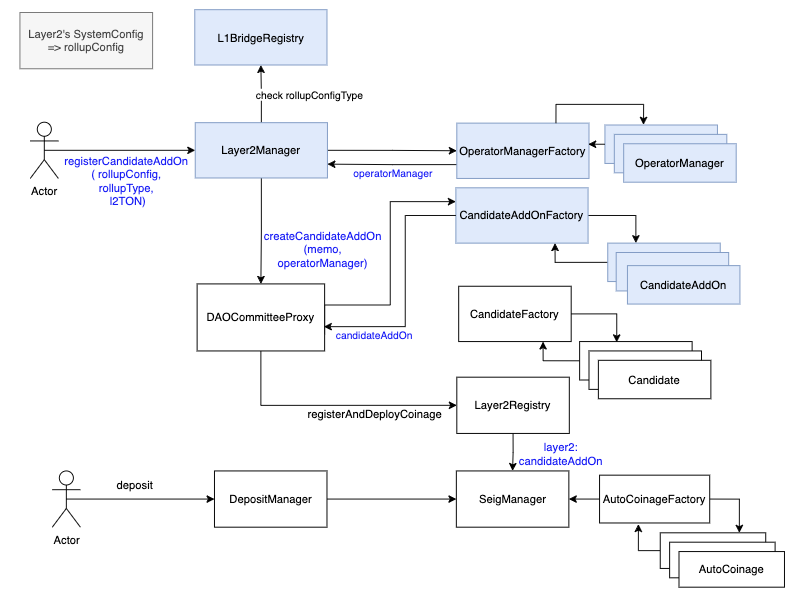 Layer2's SystemConfig
=> rollupConfig
L1BridgeRegistry
check rollupConfigType
Layer2Manager
registerCandidateAddOn
( rollupConfig,
rollupType,
l2TON)
Actor
operatorManager
OperatorManagerFactory
OperatorManager
CandidateAddOnFactory
createCandidateAddOn
(memo,
operatorManager)
CandidateAddOn
DAOCommitteeProxy
candidateAddOn
CandidateFactory
Candidate
registerAndDeployCoinage
Layer2Registry
layer2:
candidateAddOn
deposit
Actor
DepositManager
SeigManager
AutoCoinageFactory
AutoCoinage